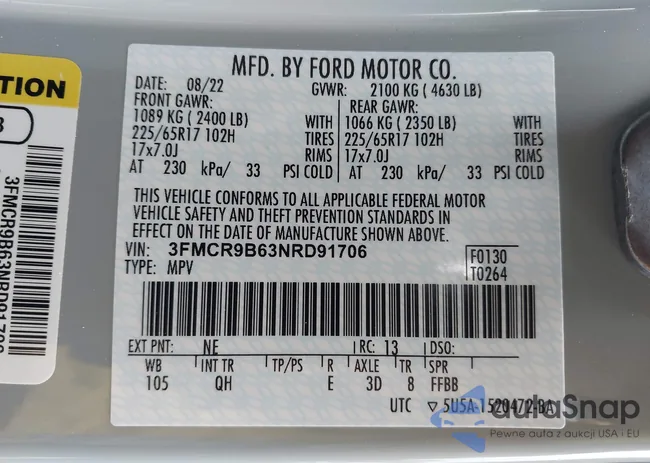 TION
3
3FMCR9B63NRD91706
MFD. BY FORD MOTOR CO.
DATE: 08/22 GVWR: 2100 KG ( 4630 LB)
FRONT GAWR: REAR GAWR:
1089 KG ( 2400 LB) WITH 1066 KG ( 2350 LB) WITH
225/65R17 102H TIRES 225/65R17 102H TIRES
17x7.0J RIMS 17x7.0J RIMS
AT 230 kPa/ 33 PSI COLD AT 230 kPa/ 33 PSI COLD
THIS VEHICLE CONFORMS TO ALL APPLICABLE FEDERAL MOTOR
VEHICLE SAFETY AND THEFT PREVENTION STANDARDS IN
EFFECT ON THE DATE OF MANUFACTURE SHOWN ABOVE.
VIN: 3FMCR9B63NRD91706 F0130
TYPE: MPV T0264
EXT PNT: NE RC: 13 DSO:
WB INT TR TP/PS R AXLE TR SPR
105 QH E 3D 8 FFBB
UTC ▽ 5U5A-1520472-BA
autaSnap
Pewne auta z aukcji USA i EU